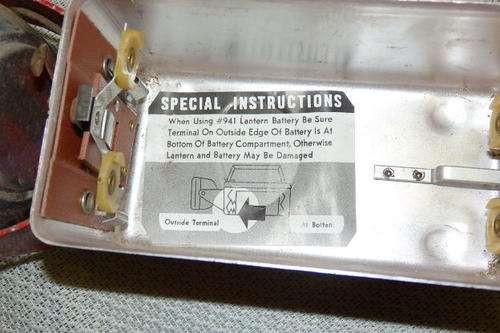 SPECIAL INSTRUCTIONS
When Using #941 Lantern Battery Be Sure
Terminal On Outside Edge Of Battery Is At
Bottom Of Battery Compartment, Otherwise
Lantern and Battery May Be Damaged
Outside Terminal
At Bottom